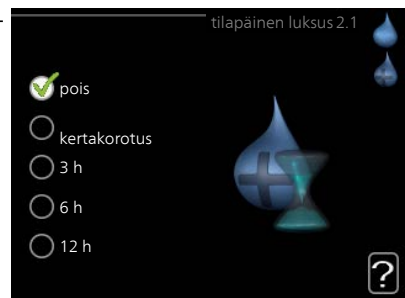 tilapäinen luksus 2.1
pois
kertakorotus
3 h
6 h
12 h
?